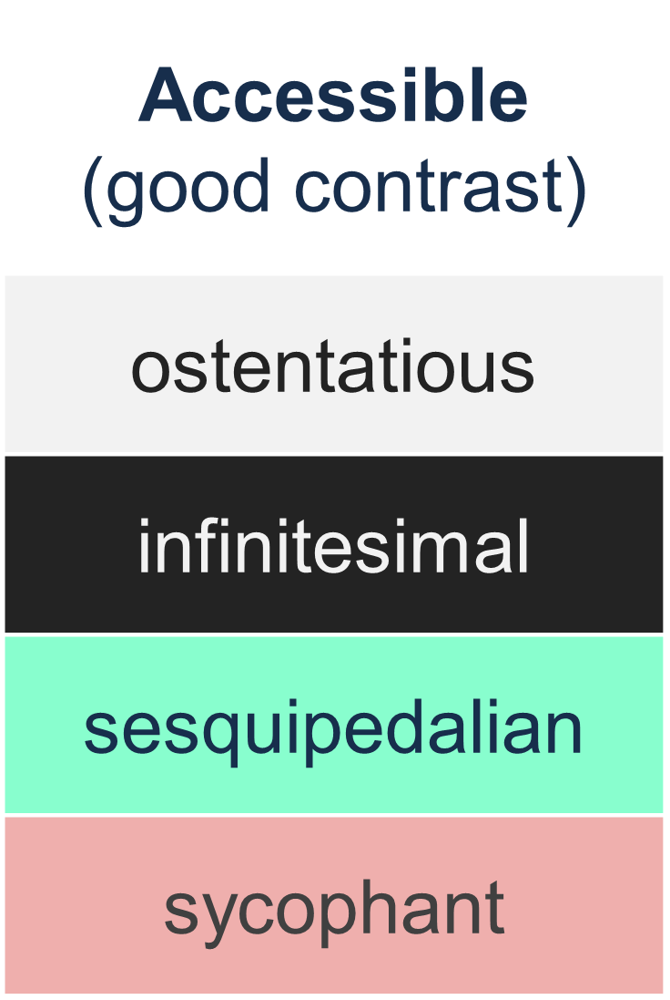 Accessible
(good contrast)
ostentatious
infinitesimal
sesquipedalian
sycophant